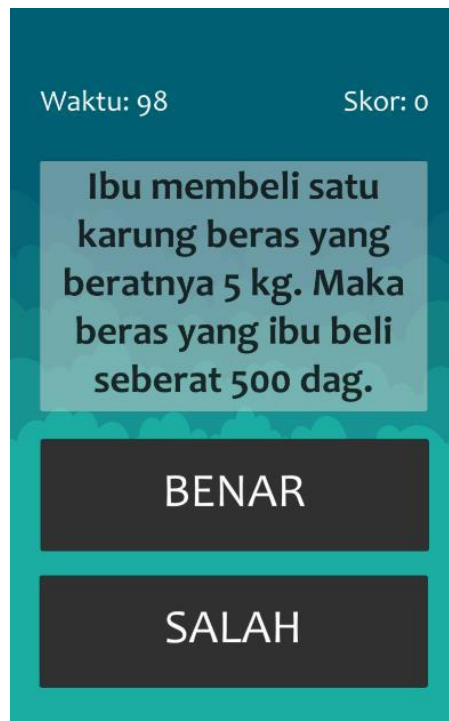 Waktu: 98
Skor: 0
Ibu membeli satu
karung beras yang
beratnya 5 kg. Maka
beras yang ibu beli
seberat 500 dag.
BENAR
SALAH